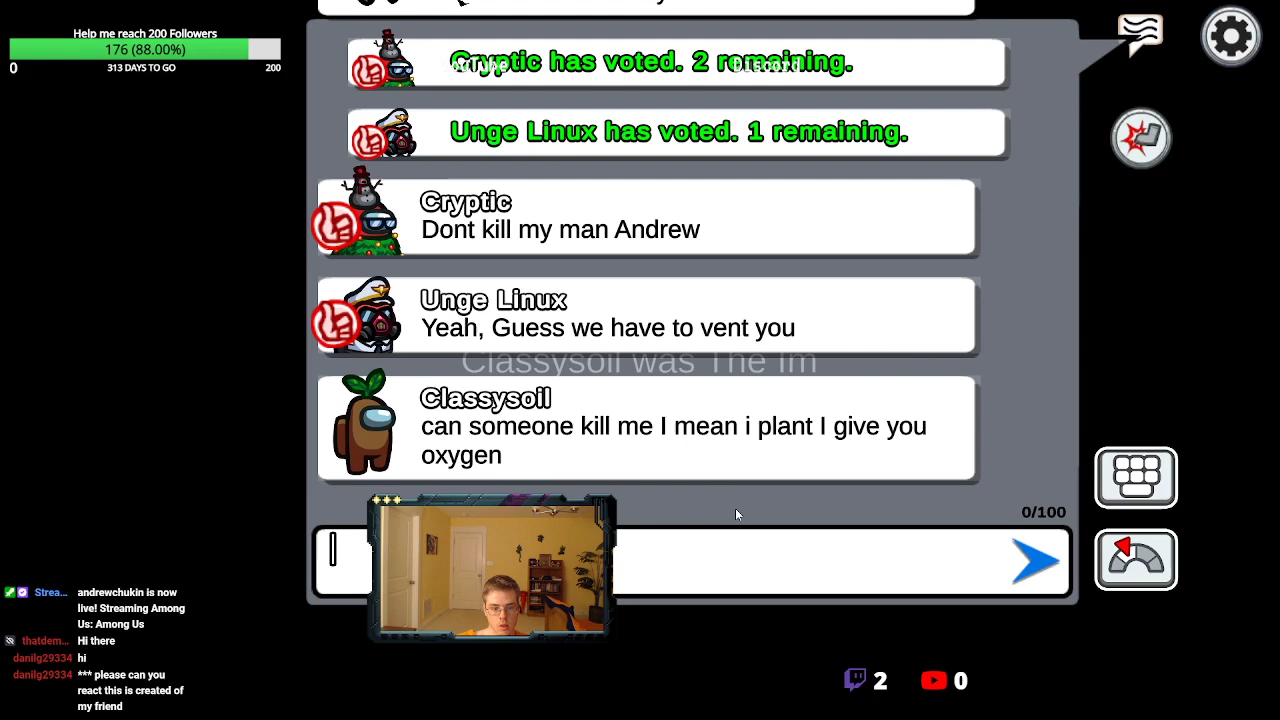 Help me reach 200 Followers
176 (88.00%)
0
313 DAYS TO GO
200
Cryptic has voted. 2 remaining.
Discord
Unge Linux has voted. 1 remaining.
Cryptic
Dont kill my man Andrew
Unge Linux
Yeah, Guess we have to vent you
Classysoil was The Im
Classysoil
can someone kill me I mean i plant I give you
oxygen
0/100
Strea... andrewchukin is now
live! Streaming Among
Us: Among Us
thatdem... Hi there
danilg29334 hi
danilg29334 *** please can you
react this is created of
my friend
2
0